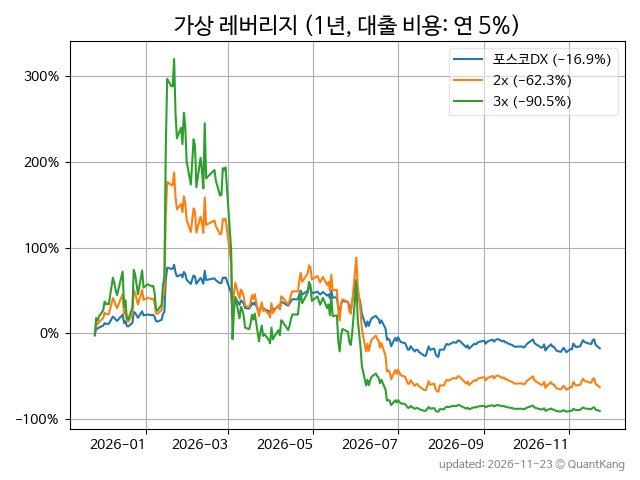 가상 레버리지 (1년, 대출 비용: 연 5%)
포스코DX (−16.9%)
2x (−62.3%)
3x (−90.5%)
300%
200%
100%
0%
−100%
2026-01 2026-03 2026-05 2026-07 2026-09 2026-11
updated: 2026-11-23 © QuantKang